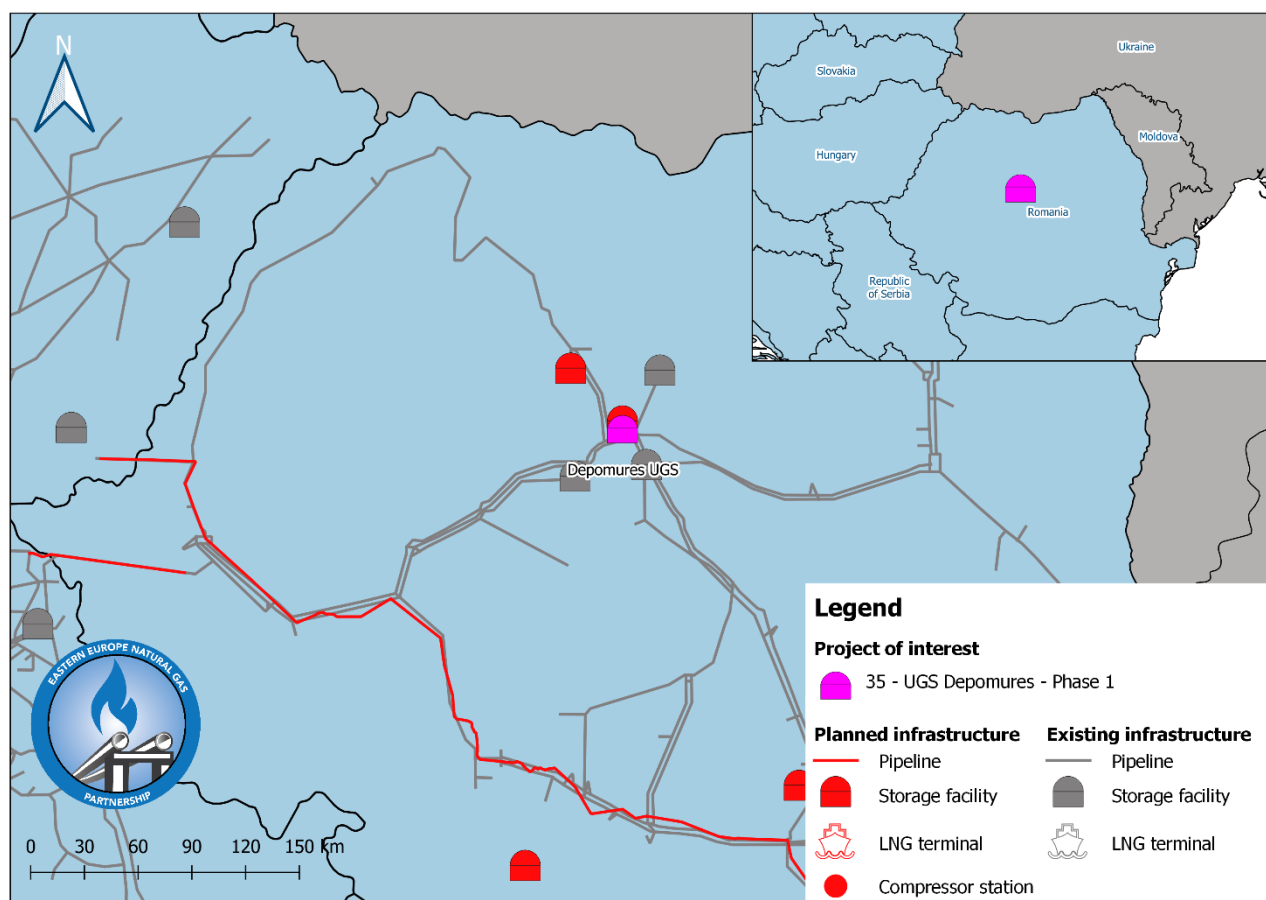 N
Slovakia
Ukraine
Hungary
Moldova
Romania
Republic
of Serbia
Depomures UGS
EASTERN EUROPE NATURAL GAS
PARTNERSHIP
0 30 60 90 120 150 km
Legend
Project of interest
35 - UGS Depomures - Phase 1
Planned infrastructure
Pipeline
Storage facility
LNG terminal
Compressor station
Existing infrastructure
Pipeline
Storage facility
LNG terminal